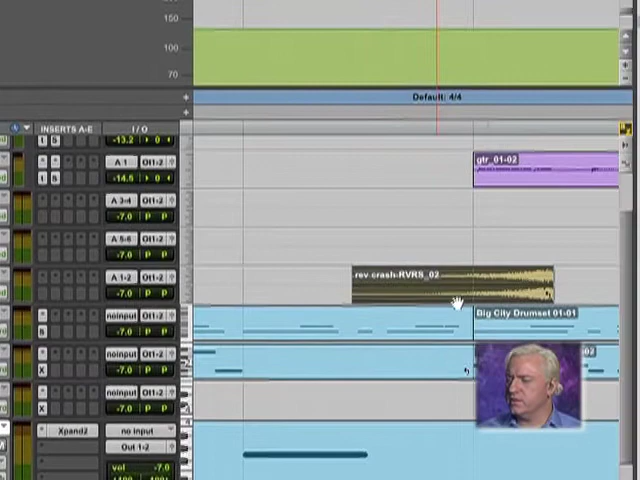 150
100
70
Default: 4/4
INSERTS A-E
I / O
-13.2
0
gtr_01-02
A 1
Ot1-2
-14.5
0
A 3-4
Ot1-2
-7.0
P
P
A 5-6
Ot1-2
-7.0
P
P
rev crash-RVRS_02
A 1-2
Ot1-2
-7.0
P
P
Big City Drumset 01-01
noinput
Ot1-2
S
-7.0
P
P
noinput
Ot1-2
02
X
-7.0
P
P
noinput
Ot1-2
X
-7.0
P
P
Xpand2
no input
Out 1-2
vol
-7.0